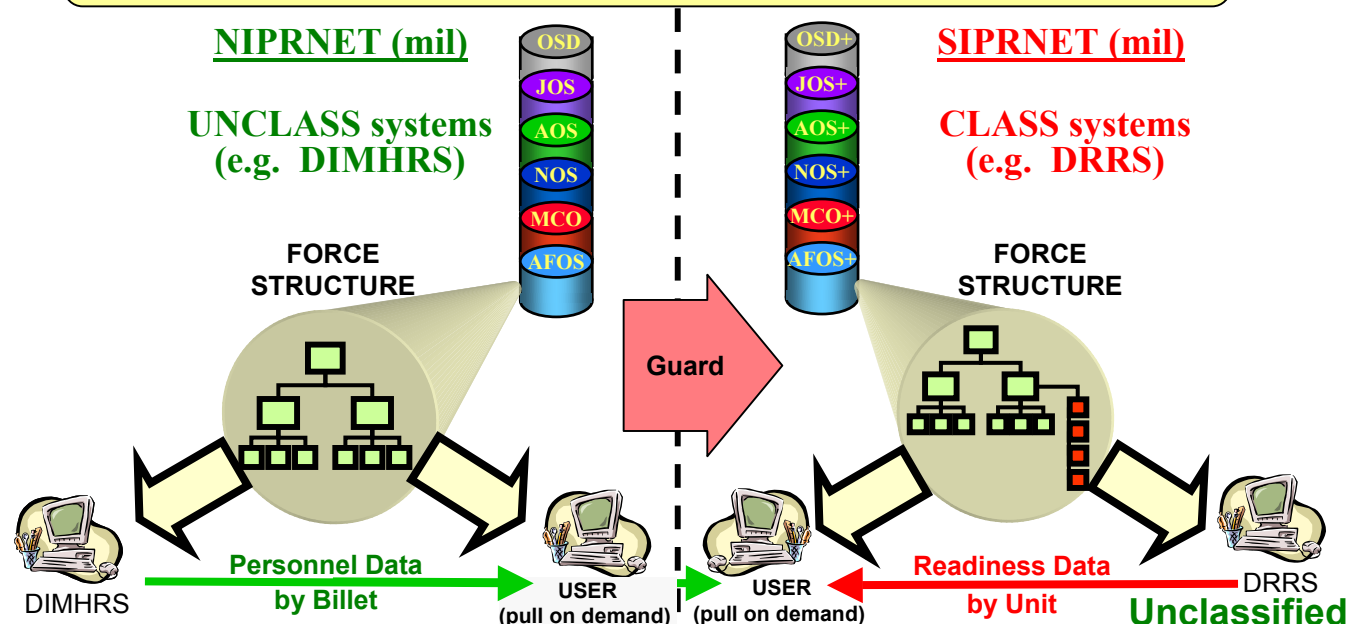 NIPRNET (mil)
UNCLASS systems
(e.g. DIMHRS)
OSD
JOS
AOS
NOS
MCO
AFOS
FORCE
STRUCTURE
DIMHRS
Personnel Data
by Billet
USER
(pull on demand)
Guard
OSD+
JOS+
AOS+
NOS+
MCO+
AFOS+
SIPRNET (mil)
CLASS systems
(e.g. DRRS)
FORCE
STRUCTURE
USER
(pull on demand)
Readiness Data
by Unit
DRRS
Unclassified